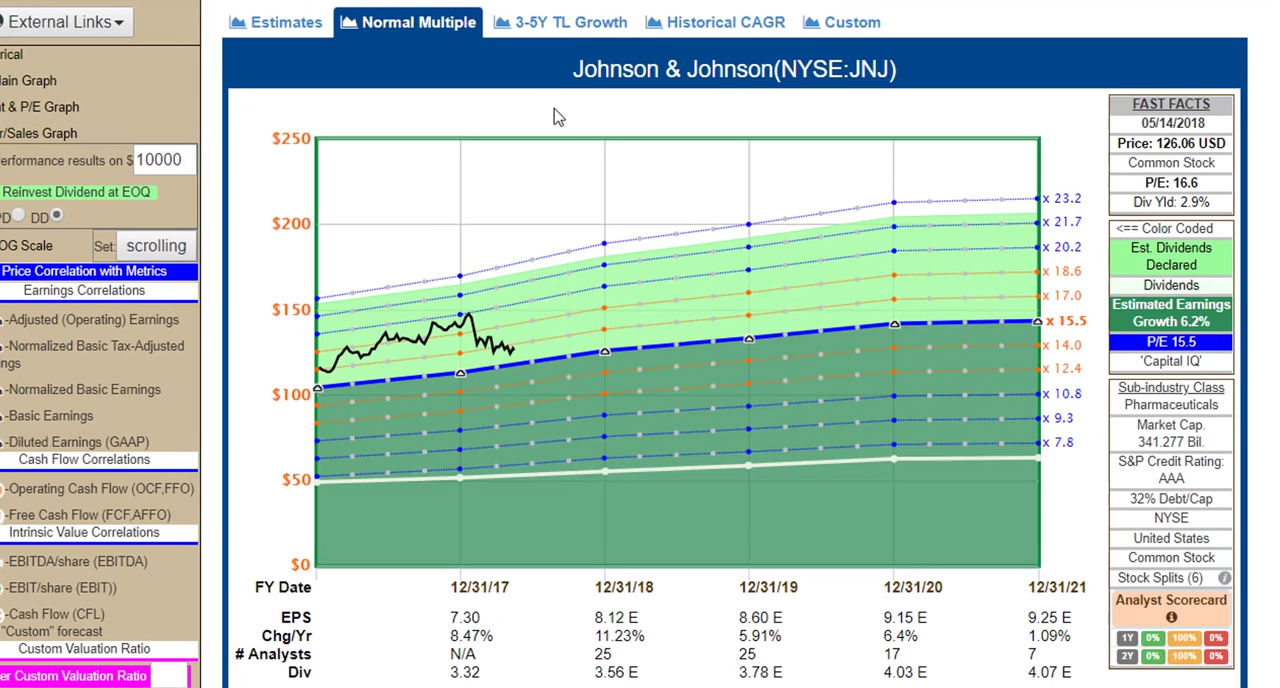 External Links
rical
lain Graph
t & P/E Graph
r/Sales Graph
erformance results on $ 10000
Reinvest Dividend at EOQ
PD DD
OG Scale Set: scrolling
Price Correlation with Metrics
Earnings Correlations
-Adjusted (Operating) Earnings
-Normalized Basic Tax-Adjusted
ngs
-Normalized Basic Earnings
-Basic Earnings
-Diluted Earnings (GAAP)
Cash Flow Correlations
-Operating Cash Flow (OCF,FFO)
-Free Cash Flow (FCF,AFFO)
Intrinsic Value Correlations
-EBITDA/share (EBITDA)
-EBIT/share (EBIT))
-Cash Flow (CFL)
"Custom" forecast
Custom Valuation Ratio
er Custom Valuation Ratio
Estimates Normal Multiple 3-5Y TL Growth Historical CAGR Custom
Johnson & Johnson(NYSE:JNJ)
$250
$200
$150
$100
$50
$0
x 23.2
x 21.7
x 20.2
x 18.6
x 17.0
x 15.5
x 14.0
x 12.4
x 10.8
x 9.3
x 7.8
FY Date 12/31/17 12/31/18 12/31/19 12/31/20 12/31/21
EPS 7.30 8.12 E 8.60 E 9.15 E 9.25 E
Chg/Yr 8.47% 11.23% 5.91% 6.4% 1.09%
# Analysts N/A 25 25 17 7
Div 3.32 3.56 E 3.78 E 4.03 E 4.07 E
FAST FACTS
05/14/2018
Price: 126.06 USD
Common Stock
P/E: 16.6
Div Yld: 2.9%
<== Color Coded
Est. Dividends
Declared
Dividends
Estimated Earnings
Growth 6.2%
P/E 15.5
'Capital IQ'
Sub-industry Class
Pharmaceuticals
Market Cap.
341.277 Bil.
S&P Credit Rating:
AAA
32% Debt/Cap
NYSE
United States
Common Stock
Stock Splits (6) i
Analyst Scorecard
i
1Y 0% 100% 0%
2Y 0% 100% 0%